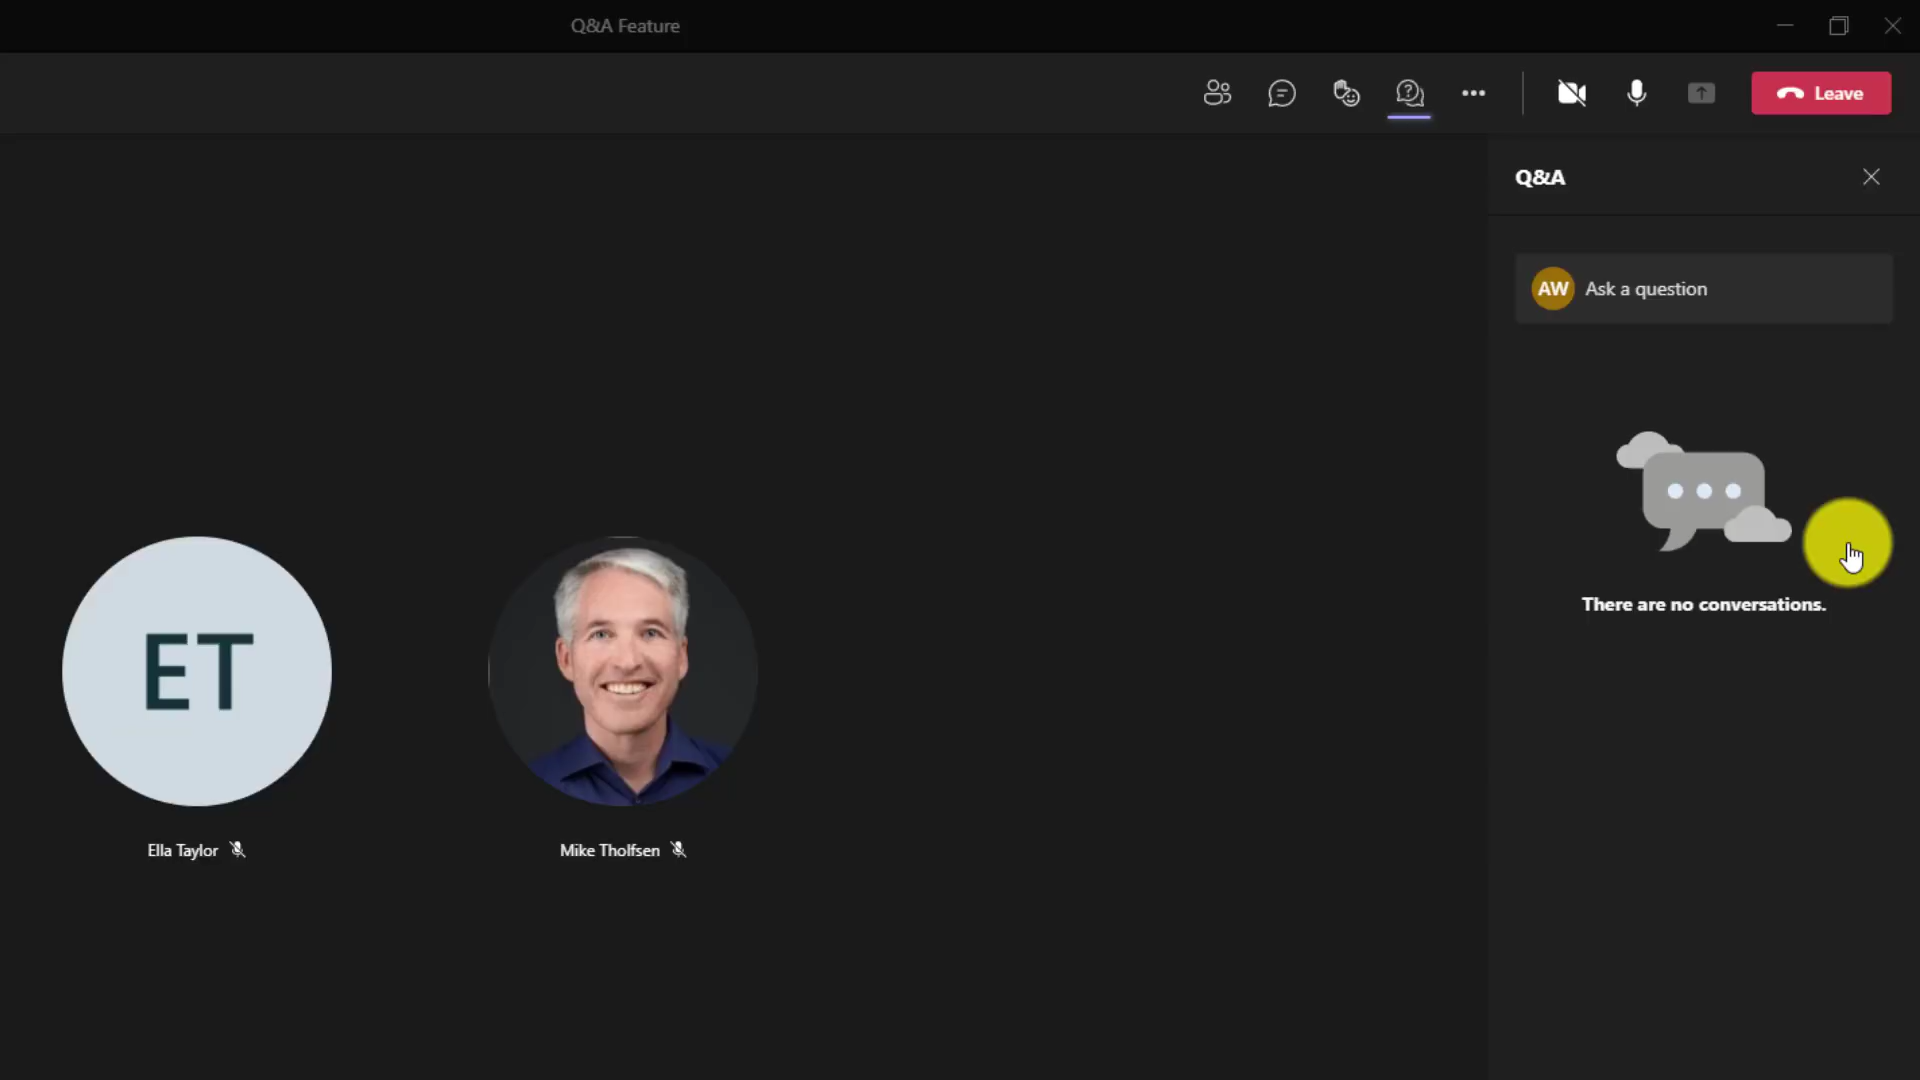 Q&A Feature
Leave
Q&A
AW Ask a question
There are no conversations.
ET
Ella Taylor
Mike Tholfsen